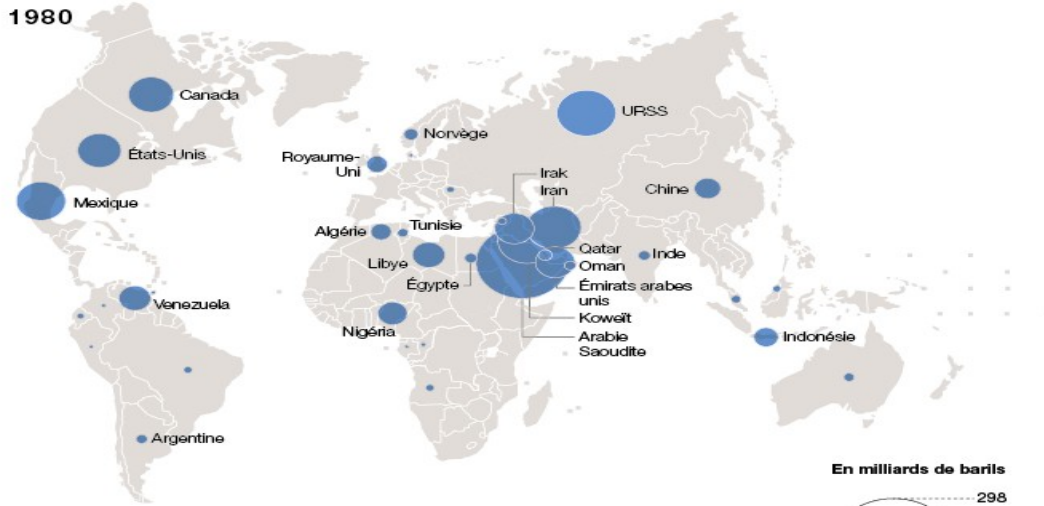 1980
Canada
États-Unis
Mexique
Venezuela
Argentine
Norvège
Royaume-
Uni
URSS
Irak
Iran
Chine
Algérie
Tunisie
Libye
Égypte
Nigéria
Qatar
Oman
Émirats arabes
unis
Koweït
Arabie
Saoudite
Inde
Indonésie
En milliards de barils
298